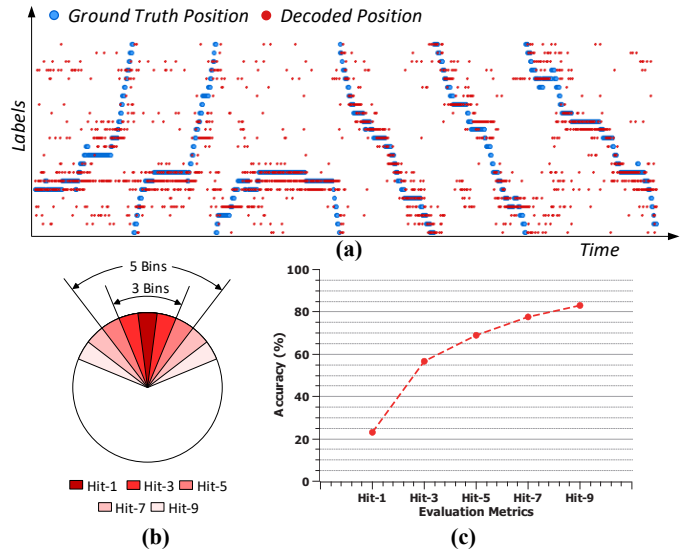 Ground Truth Position Decoded Position
Labels
Time
(a)
5 Bins
3 Bins
Hit-1 Hit-3 Hit-5
Hit-7 Hit-9
(b)
Accuracy (%)
100
80
60
40
20
0
Hit-1 Hit-3 Hit-5 Hit-7 Hit-9
Evaluation Metrics
(c)